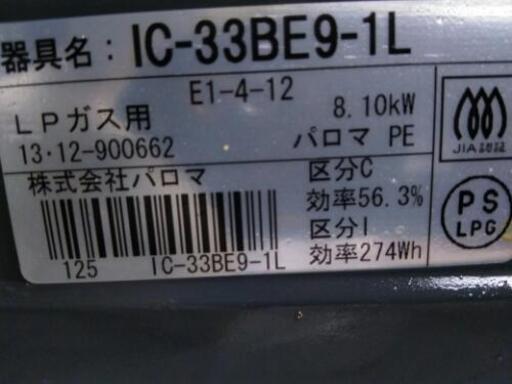 器具名: IC-33BE9-1L
E1-4-12
LPガス用 8.10kW
13・12-900662 パロマ PE
株式会社パロマ 区分C
効率56.3%
区分I
効率274Wh
125 IC-33BE9-1L
JIA認証
PS
LPG